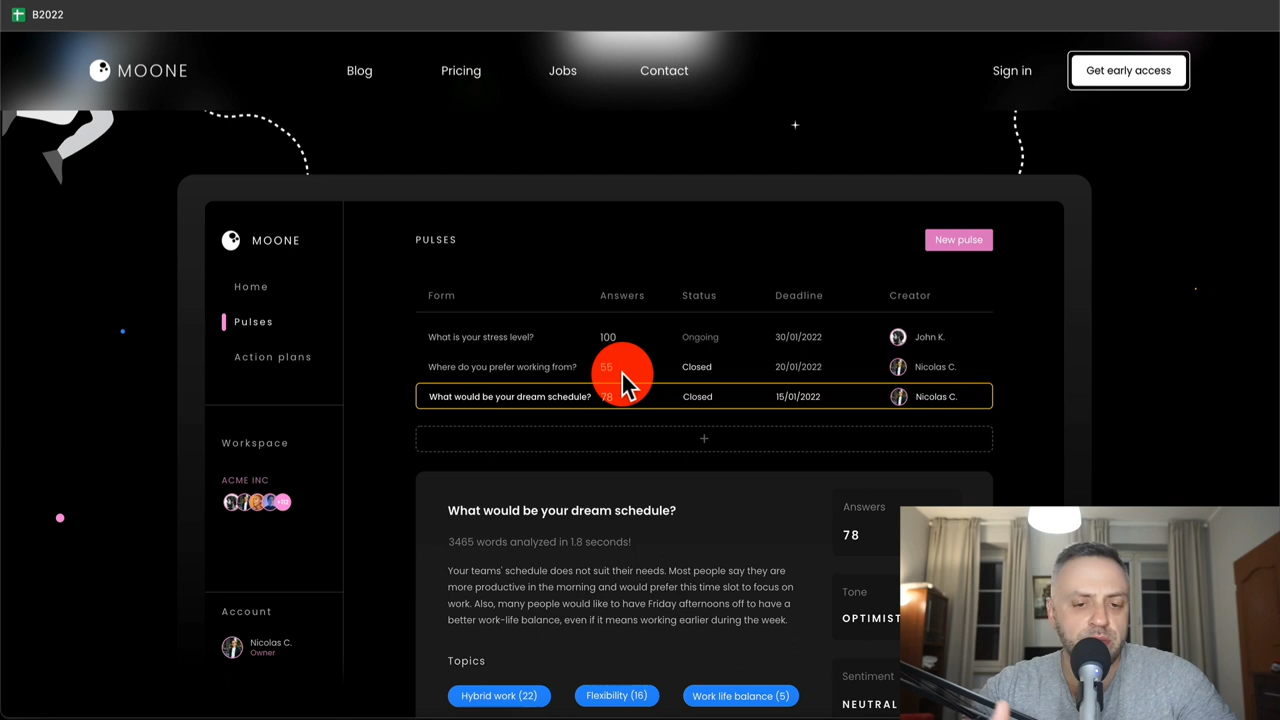 B2022
MOONE Blog Pricing Jobs Contact Sign in Get early access
MOONE
Home
Pulses
Action plans
Workspace
ACME INC
+112
Account
Nicolas C.
Owner
PULSES New pulse
Form Answers Status Deadline Creator
What is your stress level? 100 Ongoing 30/01/2022 John K.
Where do you prefer working from? 55 Closed 20/01/2022 Nicolas C.
What would be your dream schedule? 78 Closed 15/01/2022 Nicolas C.
+
What would be your dream schedule?
3465 words analyzed in 1.8 seconds!
Your teams' schedule does not suit their needs. Most people say they are
more productive in the morning and would prefer this time slot to focus on
work. Also, many people would like to have Friday afternoons off to have a
better work-life balance, even if it means working earlier during the week.
Topics
Hybrid work (22) Flexibility (16) Work life balance (5)
Answers
78
Tone
OPTIMIST
Sentiment
NEUTRAL